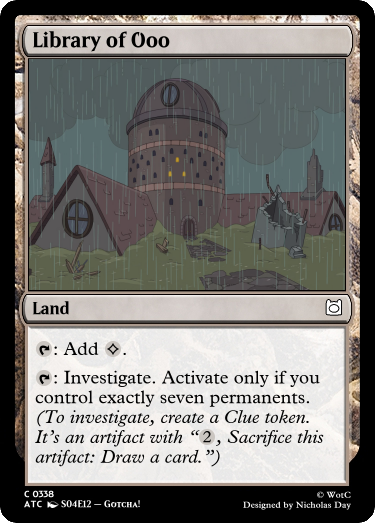 Library of Ooo
Land
: Add .
: Investigate. Activate only if you
control exactly seven permanents.
(To investigate, create a Clue token.
It's an artifact with “2, Sacrifice this
artifact: Draw a card.”)
C 0338
ATC S04E12 – Gotcha!
© WotC
Designed by Nicholas Day